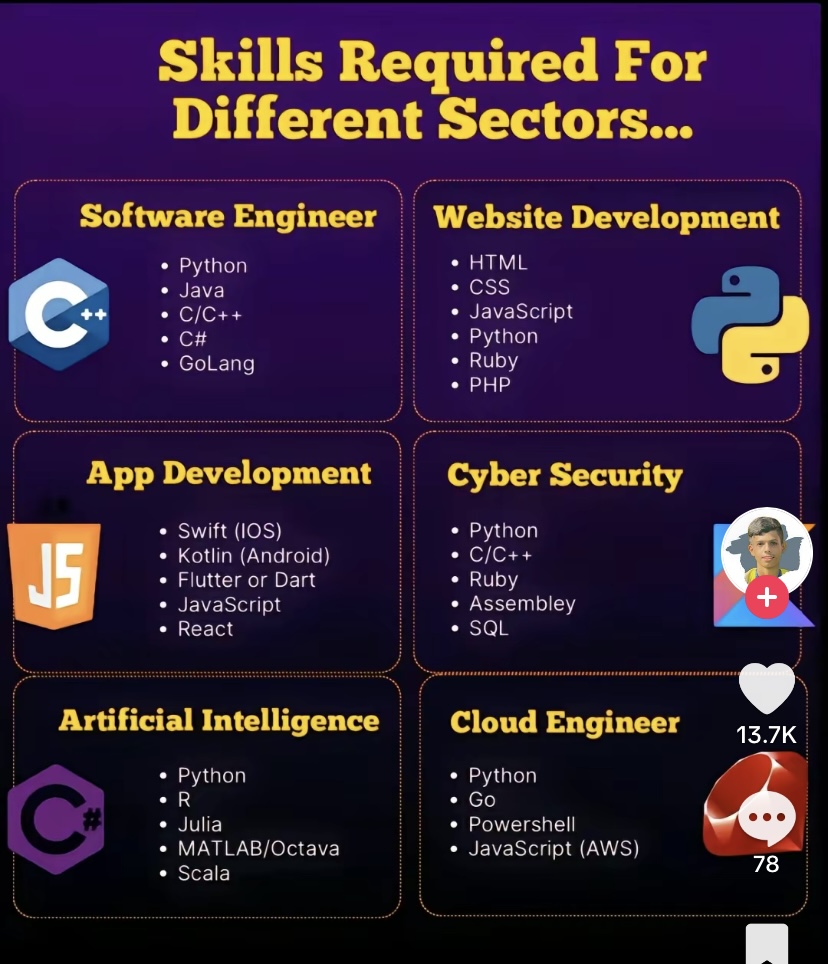 Skills Required For
Different Sectors...
Software Engineer
• Python
• Java
• C/C++
• C#
• GoLang
C++
Website Development
• HTML
• CSS
• JavaScript
• Python
• Ruby
• PHP
App Development
• Swift (IOS)
• Kotlin (Android)
• Flutter or Dart
• JavaScript
• React
JS
Cyber Security
• Python
• C/C++
• Ruby
• Assembley
• SQL
Artificial Intelligence
• Python
• R
• Julia
• MATLAB/Octava
• Scala
C#
Cloud Engineer
• Python
• Go
• Powershell
• JavaScript (AWS)
13.7K
78